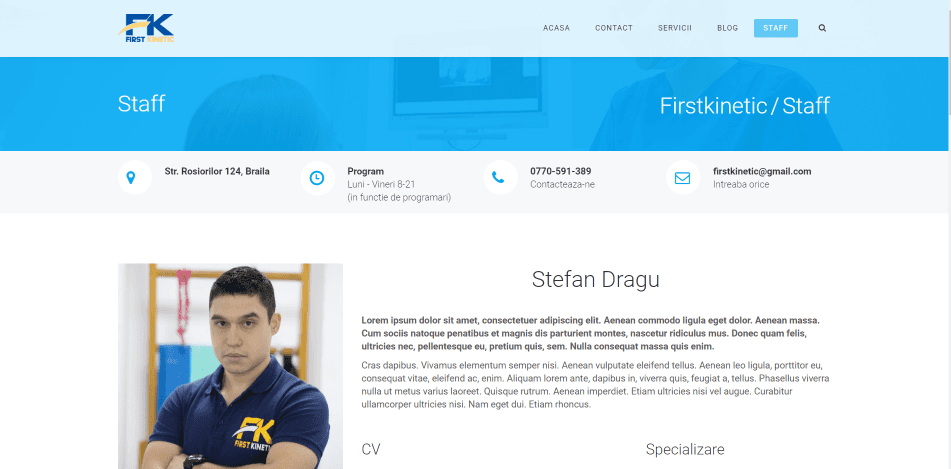 FK
FIRST KINETIC
ACASA CONTACT SERVICII BLOG STAFF
Staff
Firstkinetic / Staff
Str. Rosiorilor 124, Braila
Program
Luni - Vineri 8-21
(in functie de programari)
0770-591-389
Contacteaza-ne
firstkinetic@gmail.com
Intreaba orice
FK
FIRST KINETI
Stefan Dragu
Lorem ipsum dolor sit amet, consectetuer adipiscing elit. Aenean commodo ligula eget dolor. Aenean massa.
Cum sociis natoque penatibus et magnis dis parturient montes, nascetur ridiculus mus. Donec quam felis,
ultricies nec, pellentesque eu, pretium quis, sem. Nulla consequat massa quis enim.
Cras dapibus. Vivamus elementum semper nisi. Aenean vulputate eleifend tellus. Aenean leo ligula, porttitor eu,
consequat vitae, eleifend ac, enim. Aliquam lorem ante, dapibus in, viverra quis, feugiat a, tellus. Phasellus viverra
nulla ut metus varius laoreet. Quisque rutrum. Aenean imperdiet. Etiam ultricies nisi vel augue. Curabitur
ullamcorper ultricies nisi. Nam eget dui. Etiam rhoncus.
CV
Specializare